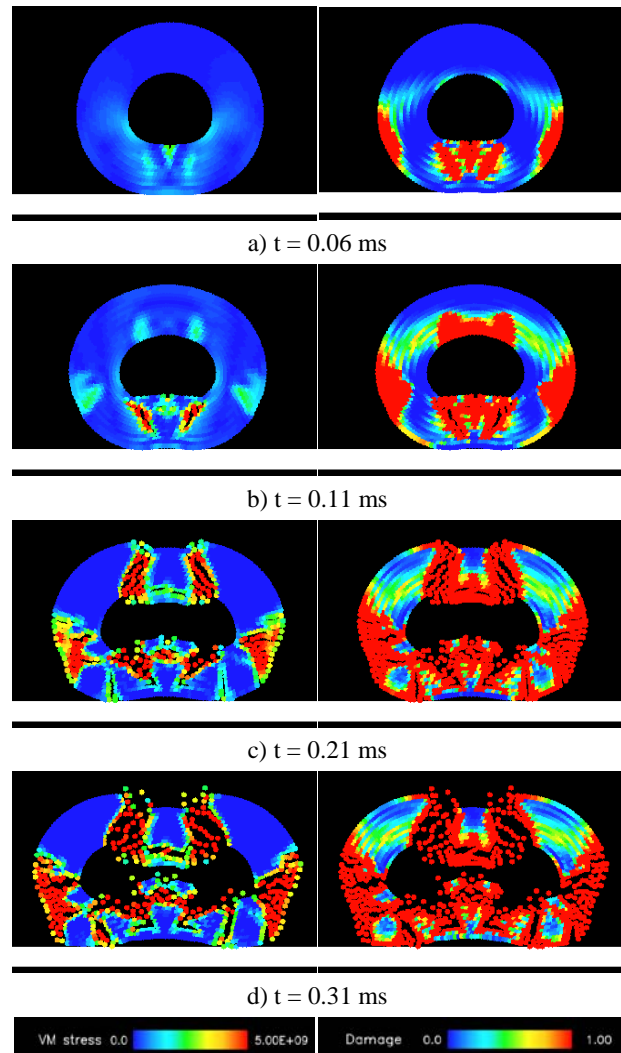 a) t = 0.06 ms
b) t = 0.11 ms
c) t = 0.21 ms
d) t = 0.31 ms
VM stress 0.0 5.00E+09 Damage 0.0 1.00